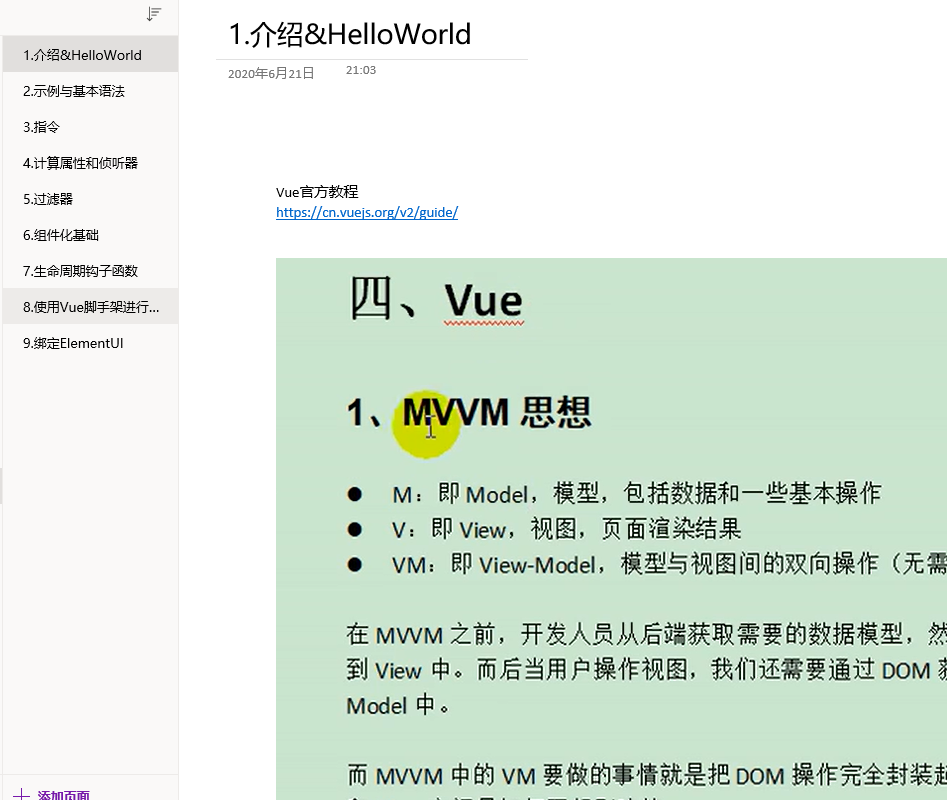 1.介绍&HelloWorld
2.示例与基本语法
3.指令
4.计算属性和侦听器
5.过滤器
6.组件化基础
7.生命周期钩子函数
8.使用Vue脚手架进行...
9.绑定ElementUI
添加页面
1.介绍&HelloWorld
2020年6月21日 21:03
Vue官方教程
https://cn.vuejs.org/v2/guide/
四、Vue
1、MVVM 思想
● M：即 Model，模型，包括数据和一些基本操作
● V：即 View，视图，页面渲染结果
● VM：即 View-Model，模型与视图间的双向操作（无需
在 MVVM 之前，开发人员从后端获取需要的数据模型，然
到 View 中。而后当用户操作视图，我们还需要通过 DOM 获
Model 中。
而 MVVM 中的 VM 要做的事情就是把 DOM 操作完全封装起